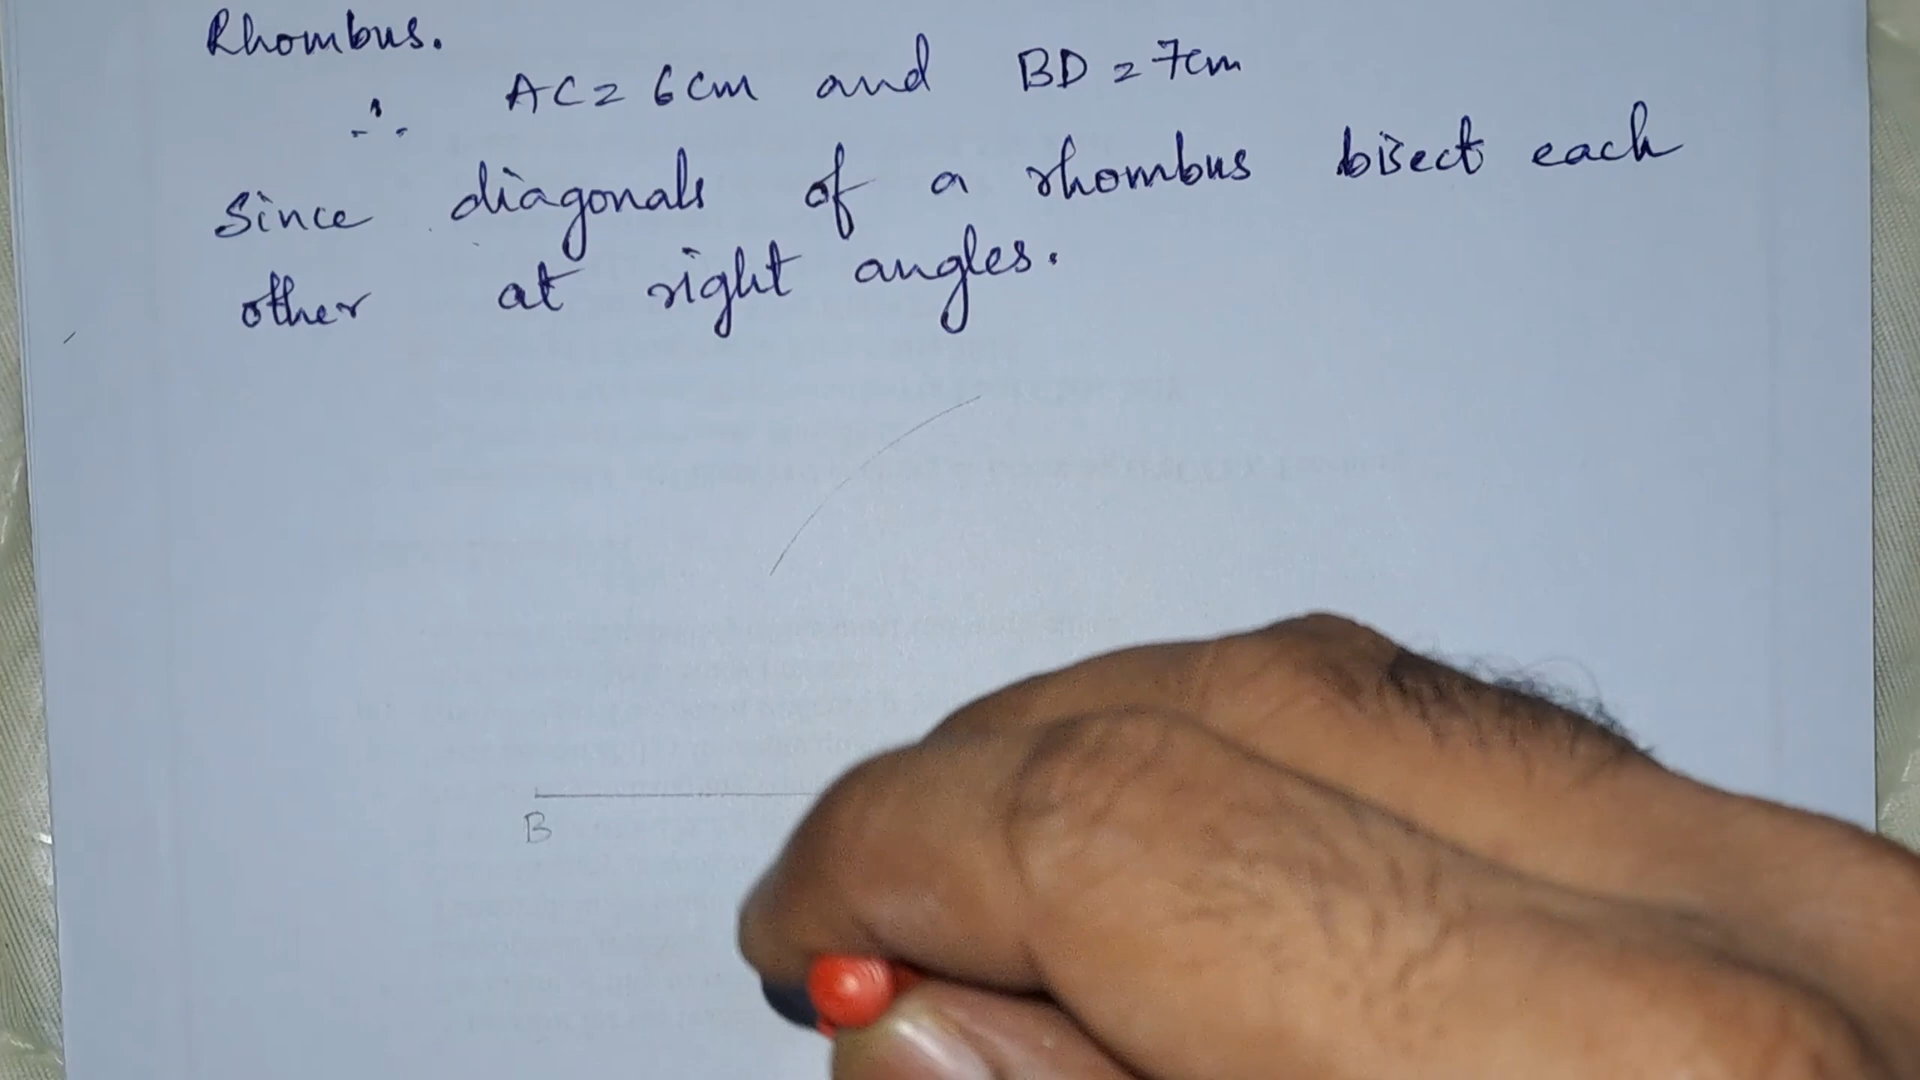 Rhombus.
∴ AC = 6cm and BD = 7cm
Since diagonals of a rhombus bisect each
other at right angles.
B